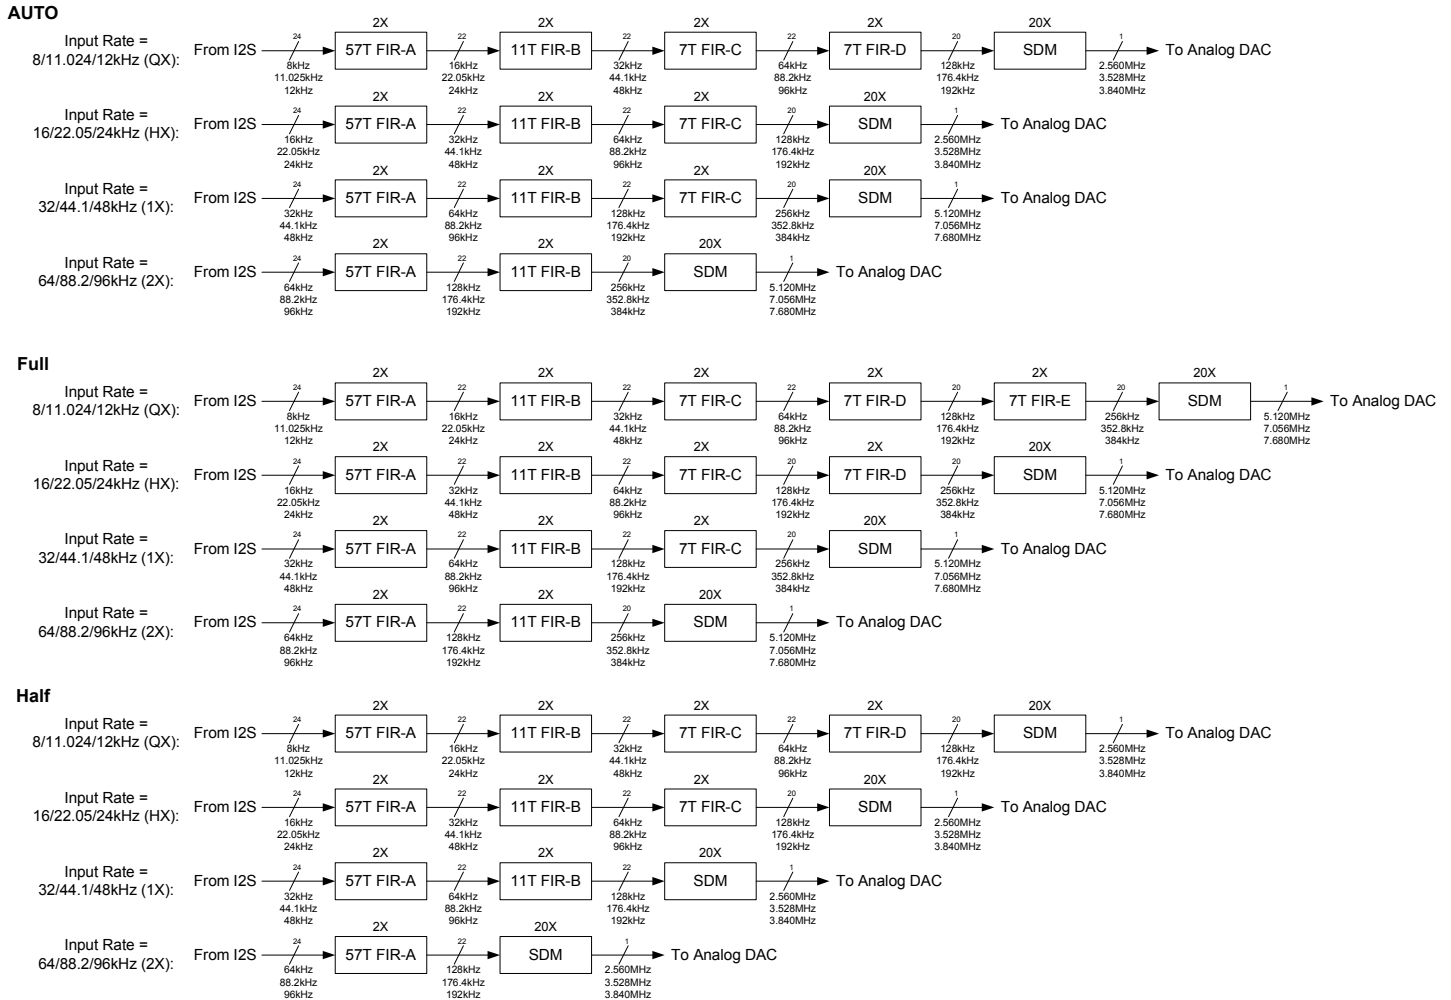 AUTO
2X 2X 2X 2X 20X
Input Rate =
8/11.024/12kHz (QX):
From I2S 24 57T FIR-A 22 11T FIR-B 22 7T FIR-C 22 7T FIR-D 20 SDM 1 To Analog DAC
8kHz 16kHz 32kHz 64kHz 128kHz 2.560MHz
11.025kHz 22.05kHz 44.1kHz 88.2kHz 176.4kHz 3.528MHz
12kHz 24kHz 48kHz 96kHz 192kHz 3.840MHz
2X 2X 2X 20X
Input Rate =
16/22.05/24kHz (HX):
From I2S 24 57T FIR-A 22 11T FIR-B 22 7T FIR-C 20 SDM 1 To Analog DAC
16kHz 32kHz 64kHz 128kHz 2.560MHz
22.05kHz 44.1kHz 88.2kHz 176.4kHz 3.528MHz
24kHz 48kHz 96kHz 192kHz 3.840MHz
2X 2X 2X 20X
Input Rate =
32/44.1/48kHz (1X):
From I2S 24 57T FIR-A 22 11T FIR-B 22 7T FIR-C 20 SDM 1 To Analog DAC
32kHz 64kHz 128kHz 256kHz 5.120MHz
44.1kHz 88.2kHz 176.4kHz 352.8kHz 7.056MHz
48kHz 96kHz 192kHz 384kHz 7.680MHz
2X 2X 20X
Input Rate =
64/88.2/96kHz (2X):
From I2S 24 57T FIR-A 22 11T FIR-B 20 SDM 1 To Analog DAC
64kHz 128kHz 256kHz 5.120MHz
88.2kHz 176.4kHz 352.8kHz 7.056MHz
96kHz 192kHz 384kHz 7.680MHz
Full
2X 2X 2X 2X 2X 20X
Input Rate =
8/11.024/12kHz (QX):
From I2S 24 57T FIR-A 22 11T FIR-B 22 7T FIR-C 22 7T FIR-D 20 7T FIR-E 20 SDM 1 To Analog DAC
8kHz 16kHz 32kHz 64kHz 128kHz 256kHz 5.120MHz
11.025kHz 22.05kHz 44.1kHz 88.2kHz 176.4kHz 352.8kHz 7.056MHz
12kHz 24kHz 48kHz 96kHz 192kHz 384kHz 7.680MHz
2X 2X 2X 2X 20X
Input Rate =
16/22.05/24kHz (HX):
From I2S 24 57T FIR-A 22 11T FIR-B 22 7T FIR-C 20 7T FIR-D 20 SDM 1 To Analog DAC
16kHz 32kHz 64kHz 128kHz 256kHz 5.120MHz
22.05kHz 44.1kHz 88.2kHz 176.4kHz 352.8kHz 7.056MHz
24kHz 48kHz 96kHz 192kHz 384kHz 7.680MHz
2X 2X 2X 20X
Input Rate =
32/44.1/48kHz (1X):
From I2S 24 57T FIR-A 22 11T FIR-B 22 7T FIR-C 20 SDM 1 To Analog DAC
32kHz 64kHz 128kHz 256kHz 5.120MHz
44.1kHz 88.2kHz 176.4kHz 352.8kHz 7.056MHz
48kHz 96kHz 192kHz 384kHz 7.680MHz
2X 2X 20X
Input Rate =
64/88.2/96kHz (2X):
From I2S 24 57T FIR-A 22 11T FIR-B 20 SDM 1 To Analog DAC
64kHz 128kHz 256kHz 5.120MHz
88.2kHz 176.4kHz 352.8kHz 7.056MHz
96kHz 192kHz 384kHz 7.680MHz
Half
2X 2X 2X 2X 20X
Input Rate =
8/11.024/12kHz (QX):
From I2S 24 57T FIR-A 22 11T FIR-B 22 7T FIR-C 22 7T FIR-D 20 SDM 1 To Analog DAC
8kHz 16kHz 32kHz 64kHz 128kHz 2.560MHz
11.025kHz 22.05kHz 44.1kHz 88.2kHz 176.4kHz 3.528MHz
12kHz 24kHz 48kHz 96kHz 192kHz 3.840MHz
2X 2X 2X 20X
Input Rate =
16/22.05/24kHz (HX):
From I2S 24 57T FIR-A 22 11T FIR-B 22 7T FIR-C 20 SDM 1 To Analog DAC
16kHz 32kHz 64kHz 128kHz 2.560MHz
22.05kHz 44.1kHz 88.2kHz 176.4kHz 3.528MHz
24kHz 48kHz 96kHz 192kHz 3.840MHz
2X 2X 20X
Input Rate =
32/44.1/48kHz (1X):
From I2S 24 57T FIR-A 22 11T FIR-B 22 SDM 1 To Analog DAC
32kHz 64kHz 128kHz 2.560MHz
44.1kHz 88.2kHz 176.4kHz 3.528MHz
48kHz 96kHz 192kHz 3.840MHz
2X 20X
Input Rate =
64/88.2/96kHz (2X):
From I2S 24 57T FIR-A 22 SDM 1 To Analog DAC
64kHz 128kHz 2.560MHz
88.2kHz 176.4kHz 3.528MHz
96kHz 192kHz 3.840MHz